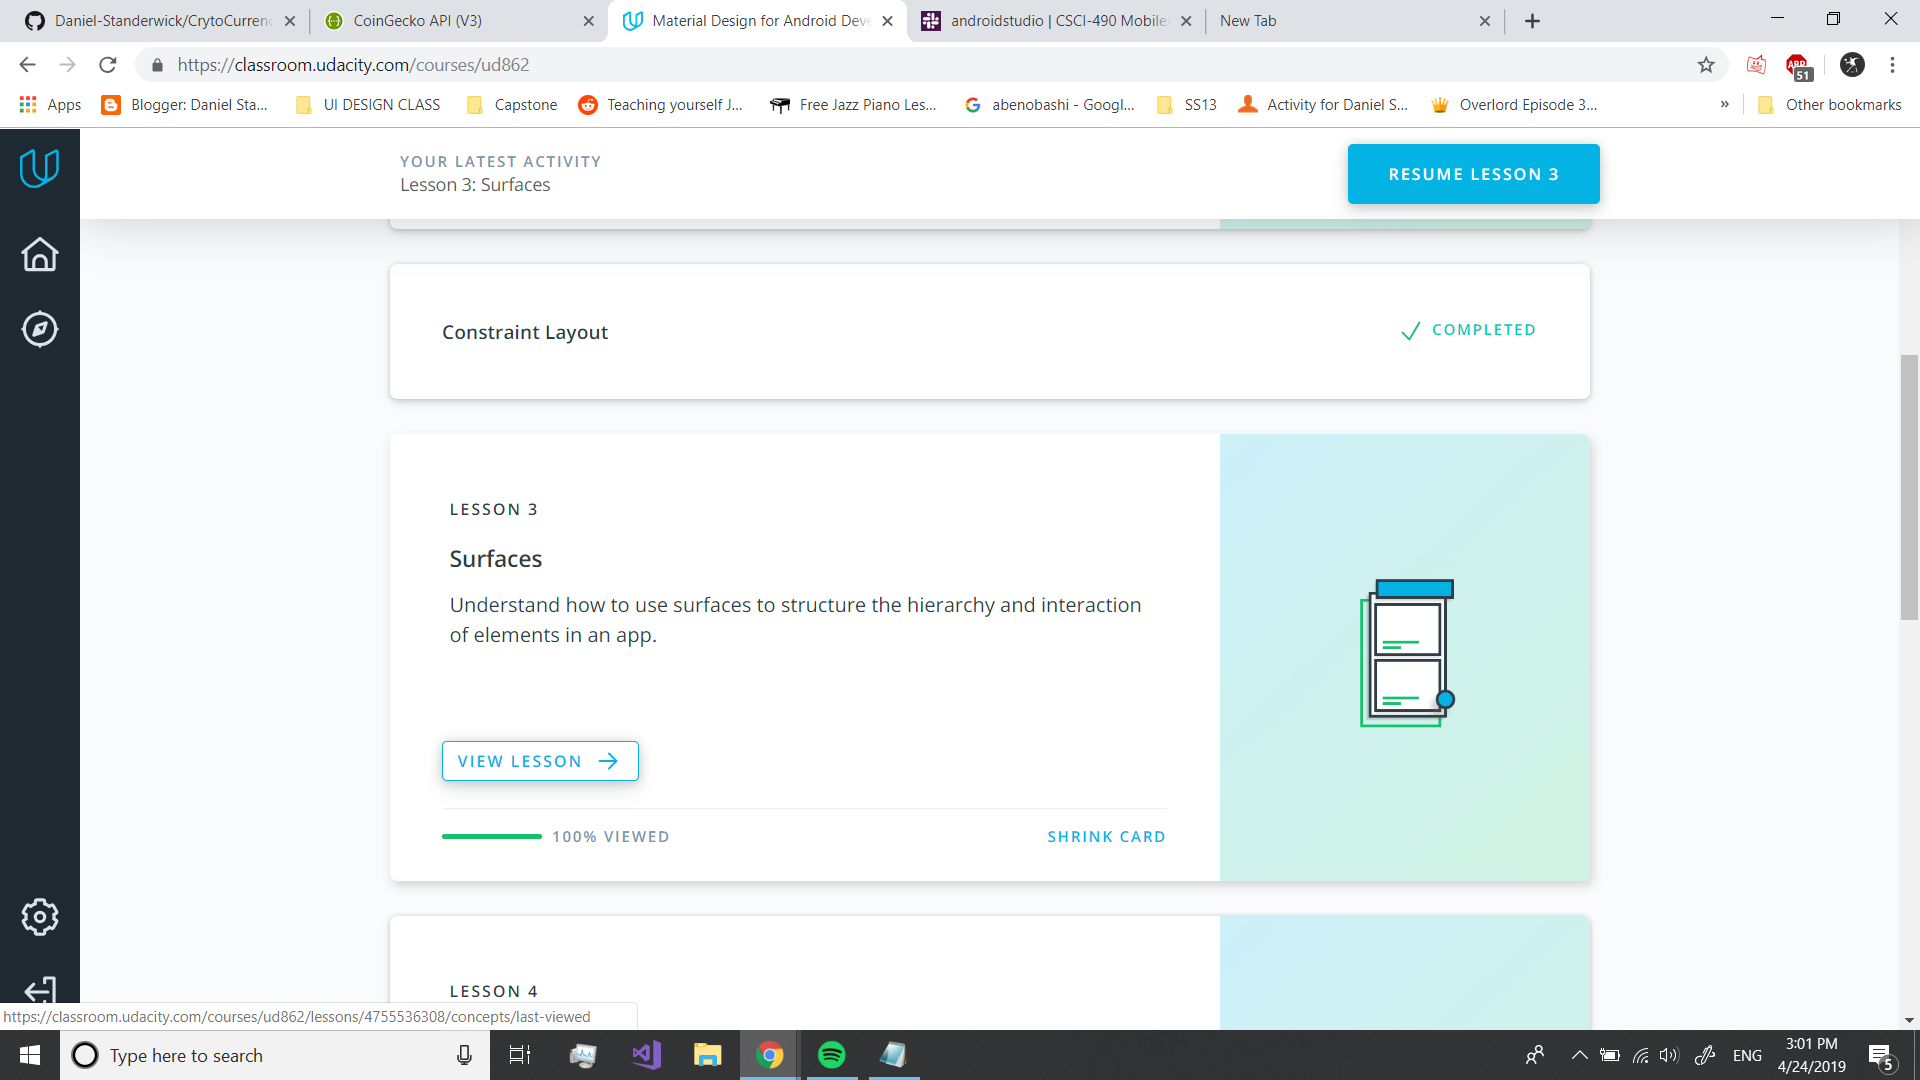 Daniel-Standerwick/CrytoCurrenc
CoinGecko API (V3)
Material Design for Android Deve
androidstudio | CSCI-490 Mobile
New Tab
https://classroom.udacity.com/courses/ud862
ABP
51
Apps
Blogger: Daniel Sta...
UI DESIGN CLASS
Capstone
Teaching yourself J...
Free Jazz Piano Les...
abenobashi - Googl...
SS13
Activity for Daniel S...
Overlord Episode 3...
»
Other bookmarks
YOUR LATEST ACTIVITY
Lesson 3: Surfaces
RESUME LESSON 3
Constraint Layout
COMPLETED
LESSON 3
Surfaces
Understand how to use surfaces to structure the hierarchy and interaction
of elements in an app.
VIEW LESSON
100% VIEWED
SHRINK CARD
LESSON 4
https://classroom.udacity.com/courses/ud862/lessons/4755536308/concepts/last-viewed
Type here to search
ENG
3:01 PM
4/24/2019
5